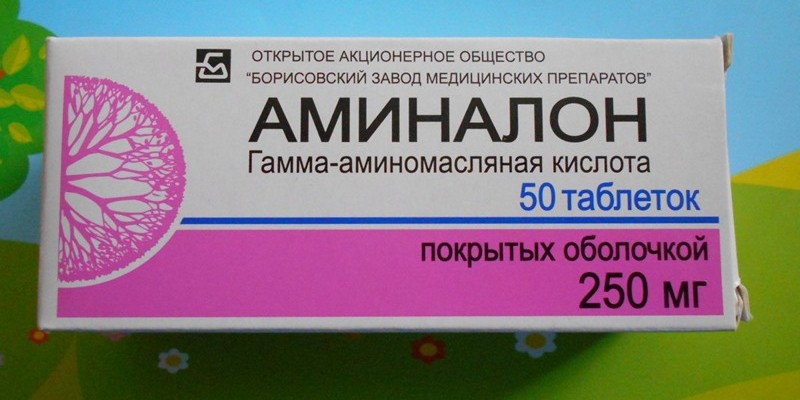 ОТКРЫТОЕ АКЦИОНЕРНОЕ ОБЩЕСТВО
"БОРИСОВСКИЙ ЗАВОД МЕДИЦИНСКИХ ПРЕПАРАТОВ"
АМИНАЛОН
Гамма-аминомасляная кислота
50 таблеток
покрытых оболочкой
250 мг